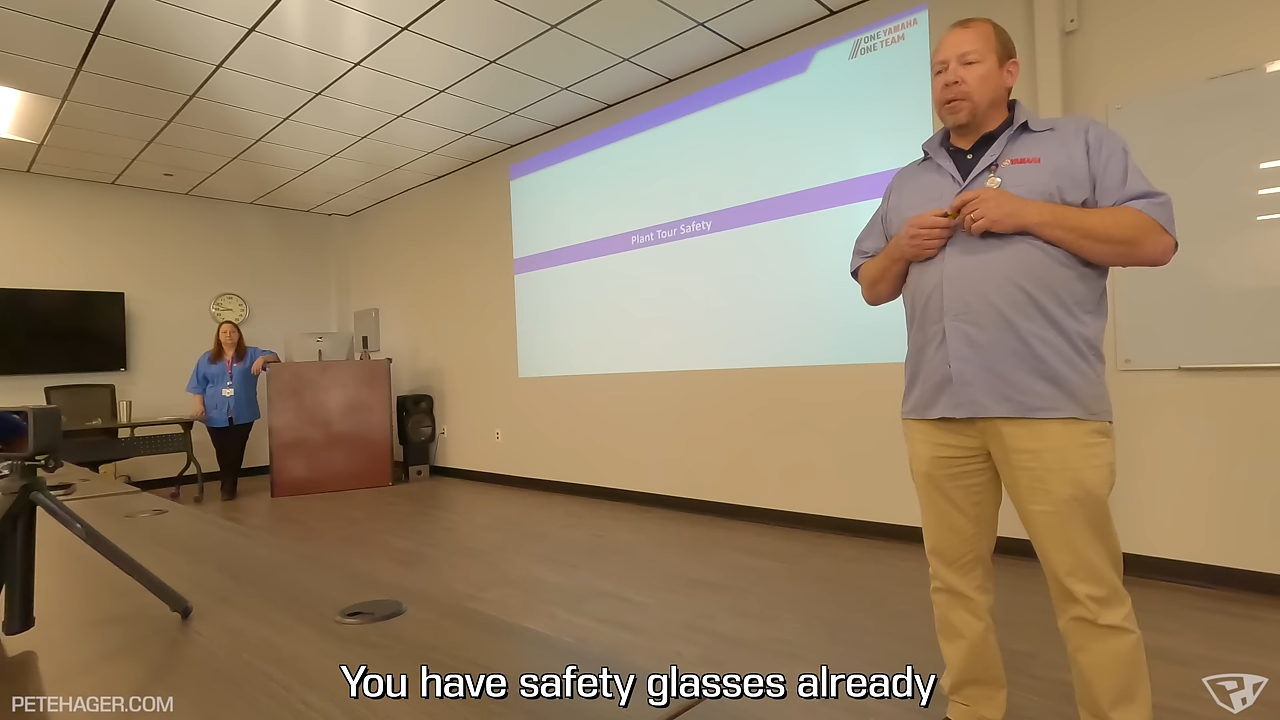 ONE YAMAHA
ONE TEAM
YAMAHA
Plant Tour Safety
You have safety glasses already
PETEHAGER.COM